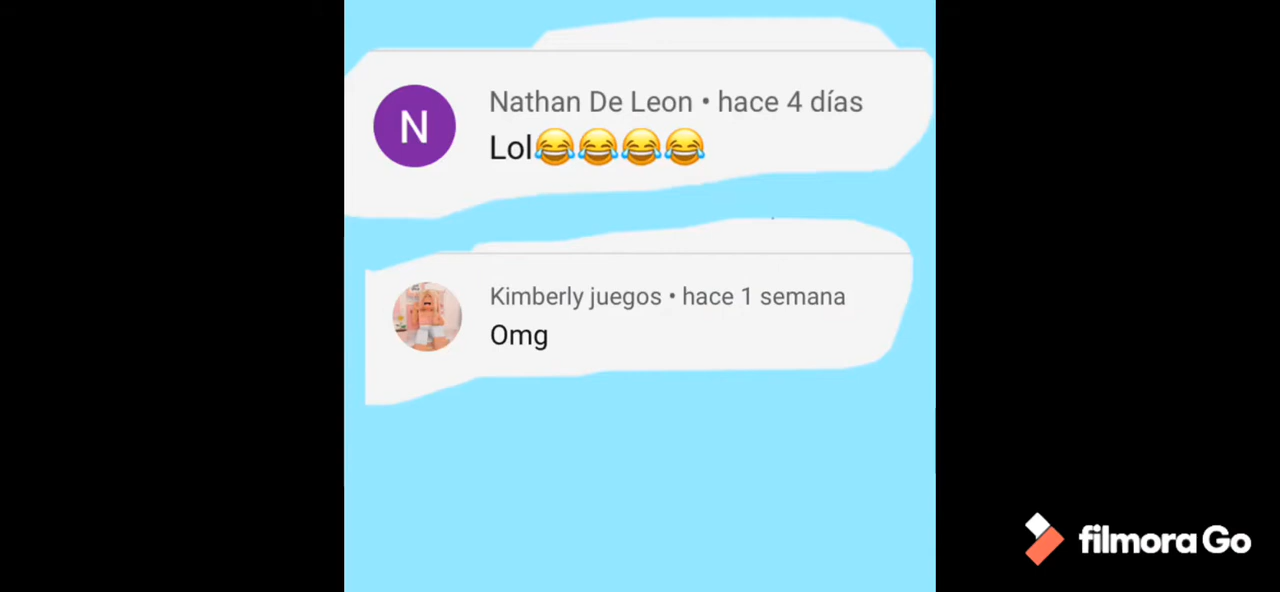 N
Nathan De Leon • hace 4 días
Lol😂😂😂😂
Kimberly juegos • hace 1 semana
Omg
filmora Go